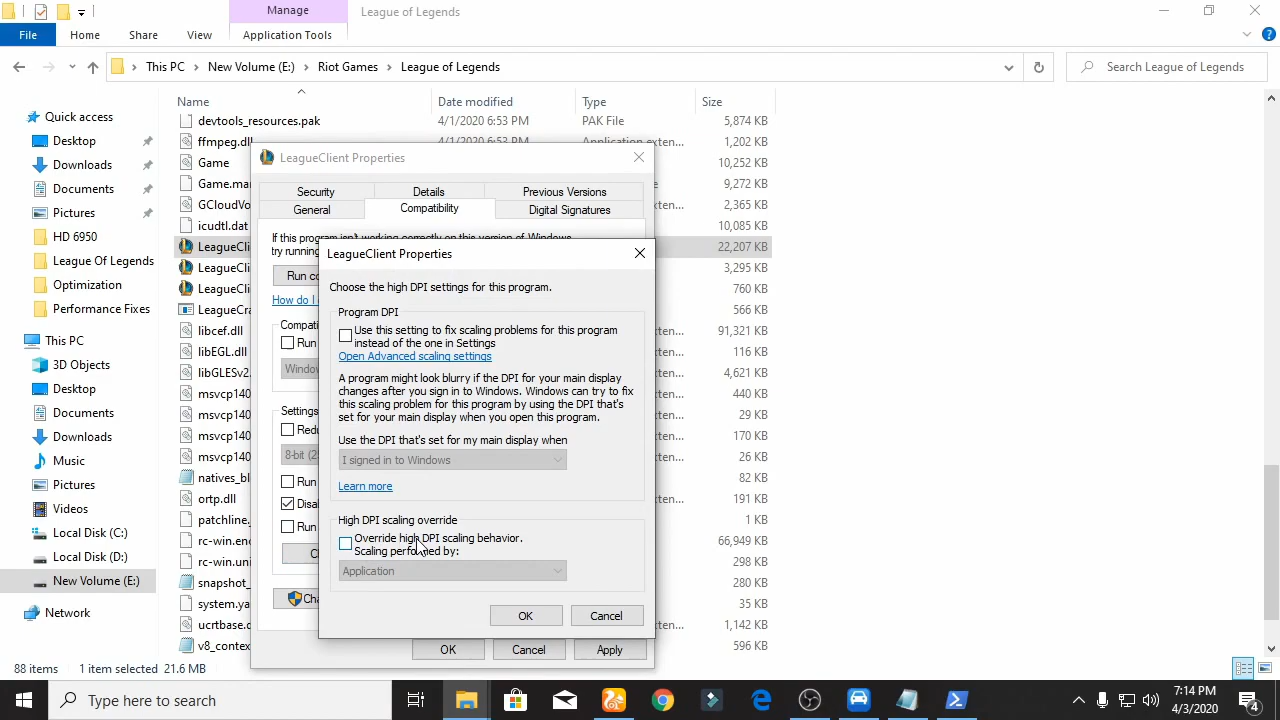 Manage
League of Legends
File
Home
Share
View
Application Tools
This PC
New Volume (E:)
Riot Games
League of Legends
Search League of Legends
Name
Date modified
Type
Size
Quick access
Desktop
Downloads
Documents
Pictures
HD 6950
League Of Legends
Optimization
Performance Fixes
This PC
3D Objects
Desktop
Documents
Downloads
Music
Pictures
Videos
Local Disk (C:)
Local Disk (D:)
New Volume (E:)
Network
devtools_resources.pak 4/1/2020 6:53 PM PAK File 5,874 KB
ffmpeg.dll 4/1/2020 6:53 PM Application exten... 1,202 KB
Game 10,252 KB
Game.man 9,272 KB
GCloudVo 2,365 KB
icudtl.dat 10,085 KB
LeagueCli 22,207 KB
LeagueCli 3,295 KB
LeagueCli 760 KB
LeagueCra 566 KB
libcef.dll 91,321 KB
libEGL.dll 116 KB
libGLESv2. 4,621 KB
msvcp140 440 KB
msvcp140 29 KB
msvcp140 170 KB
msvcp140 26 KB
natives_bl 82 KB
ortp.dll 191 KB
patchline. 1 KB
rc-win.enc 66,949 KB
rc-win.uni 298 KB
snapshot_ 280 KB
system.ya 35 KB
ucrtbase.d 1,142 KB
v8_contex 596 KB
LeagueClient Properties
Security
Details
Previous Versions
General
Compatibility
Digital Signatures
If this program isn't working correctly on this version of Windows,
try running
Run co
How do I
Compati
Run
Window
Settings
Redu
8-bit (25
Run
Disa
Run
Ch
Cha
OK
Cancel
Apply
LeagueClient Properties
Choose the high DPI settings for this program.
Program DPI
Use this setting to fix scaling problems for this program
instead of the one in Settings
Open Advanced scaling settings
A program might look blurry if the DPI for your main display
changes after you sign in to Windows. Windows can try to fix
this scaling problem for this program by using the DPI that's
set for your main display when you open this program.
Use the DPI that's set for my main display when
I signed in to Windows
Learn more
High DPI scaling override
Override high DPI scaling behavior.
Scaling performed by:
Application
OK
Cancel
88 items
1 item selected 21.6 MB
Type here to search
7:14 PM
4/3/2020
4